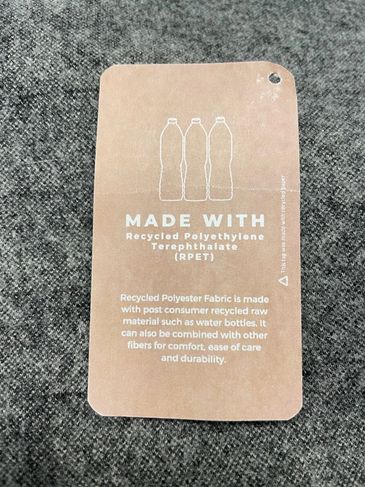 MADE WITH
Recycled Polyethylene
Terephthalate
(RPET)
Recycled Polyester Fabric is made
with post consumer recycled raw
material such as water bottles. It
can also be combined with other
fibers for comfort, ease of care
and durability.
This tag was made with recycled paper